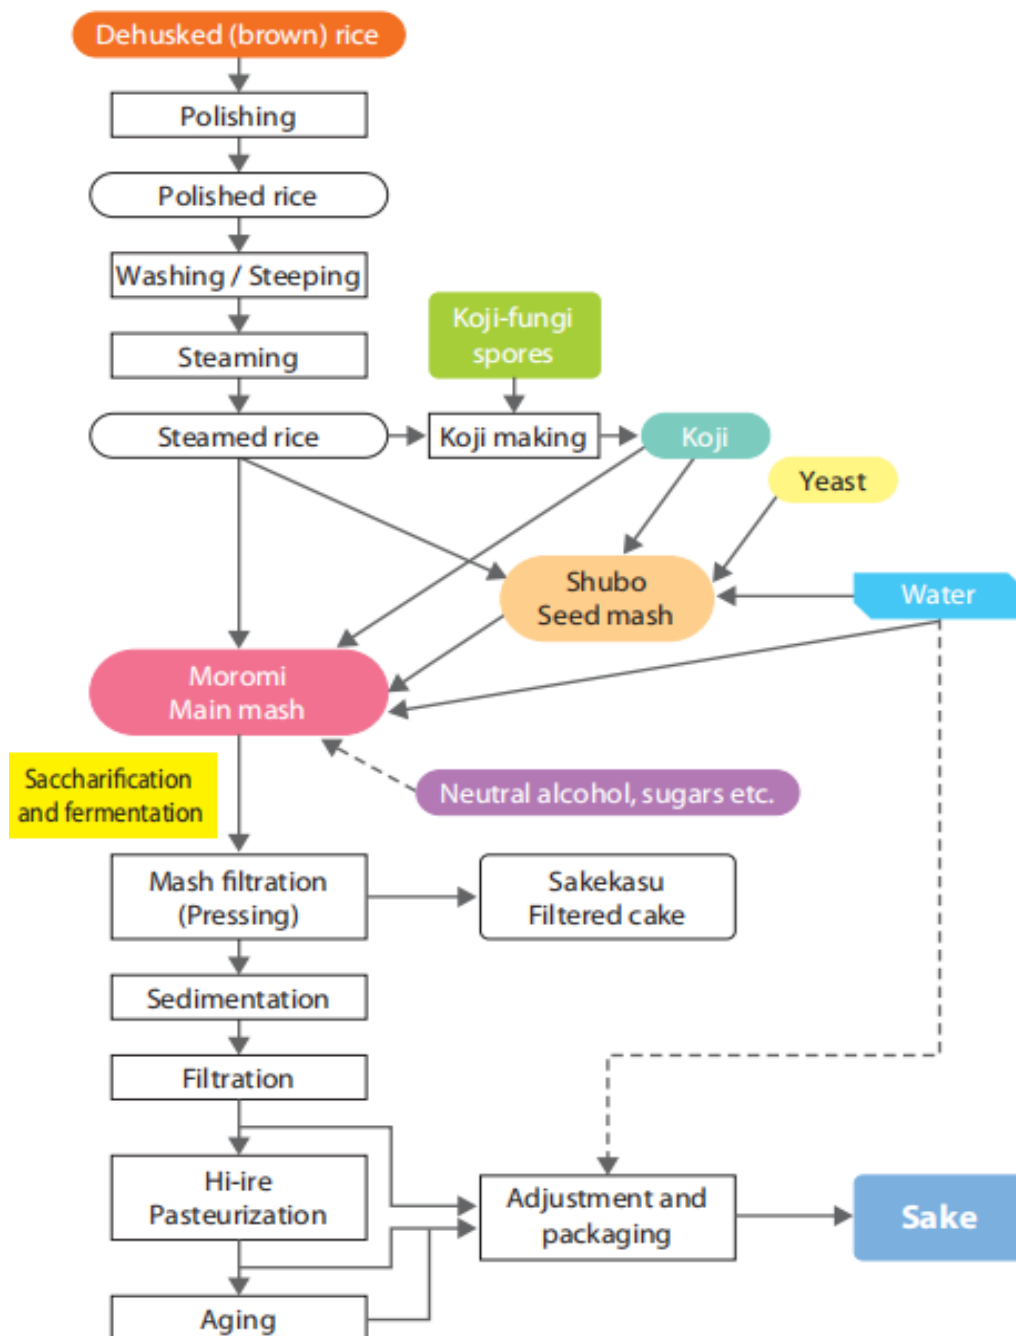 Dehusked (brown) rice
Polishing
Polished rice
Washing / Steeping
Steaming
Koji-fungi
spores
Steamed rice
Koji making
Koji
Yeast
Shubo
Seed mash
Water
Moromi
Main mash
Saccharification
and fermentation
Neutral alcohol, sugars etc.
Mash filtration
(Pressing)
Sakekasu
Filtered cake
Sedimentation
Filtration
Hi-ire
Pasteurization
Adjustment and
packaging
Sake
Aging